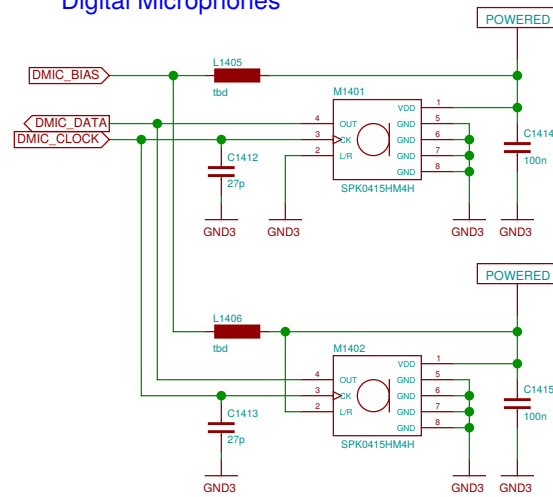 Digital Microphones
POWERED
L1405
DMIC_BIAS
tbd
M1401
DMIC_DATA
DMIC_CLOCK
4 OUT VDD 1
3 CK GND 5
2 L/R GND 6
GND 7
GND 8
SPK0415HM4H
C1412
27p
C1414
100n
GND3 GND3 GND3 GND3
POWERED
L1406
tbd
M1402
4 OUT VDD 1
3 CK GND 5
2 L/R GND 6
GND 7
GND 8
SPK0415HM4H
C1413
27p
C1415
100n
GND3 GND3 GND3